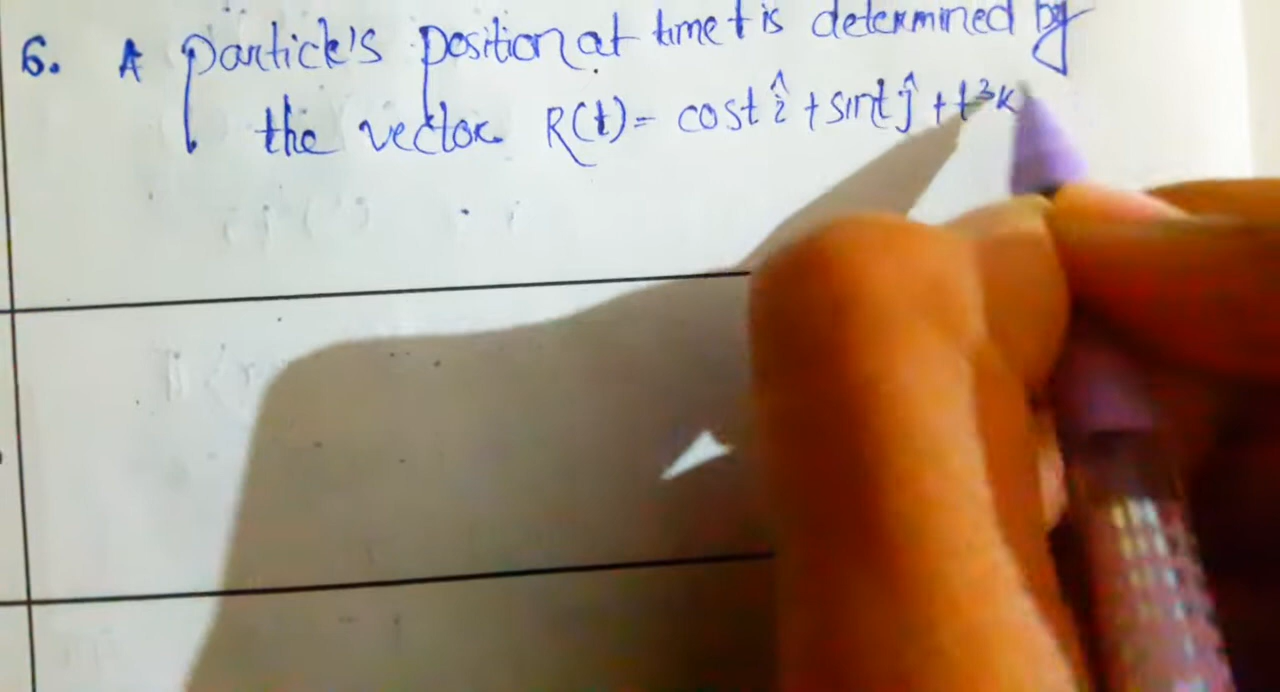 6. A particle's position at time t is determined by
the vector R(t) = cost î + sint ĵ + t³k